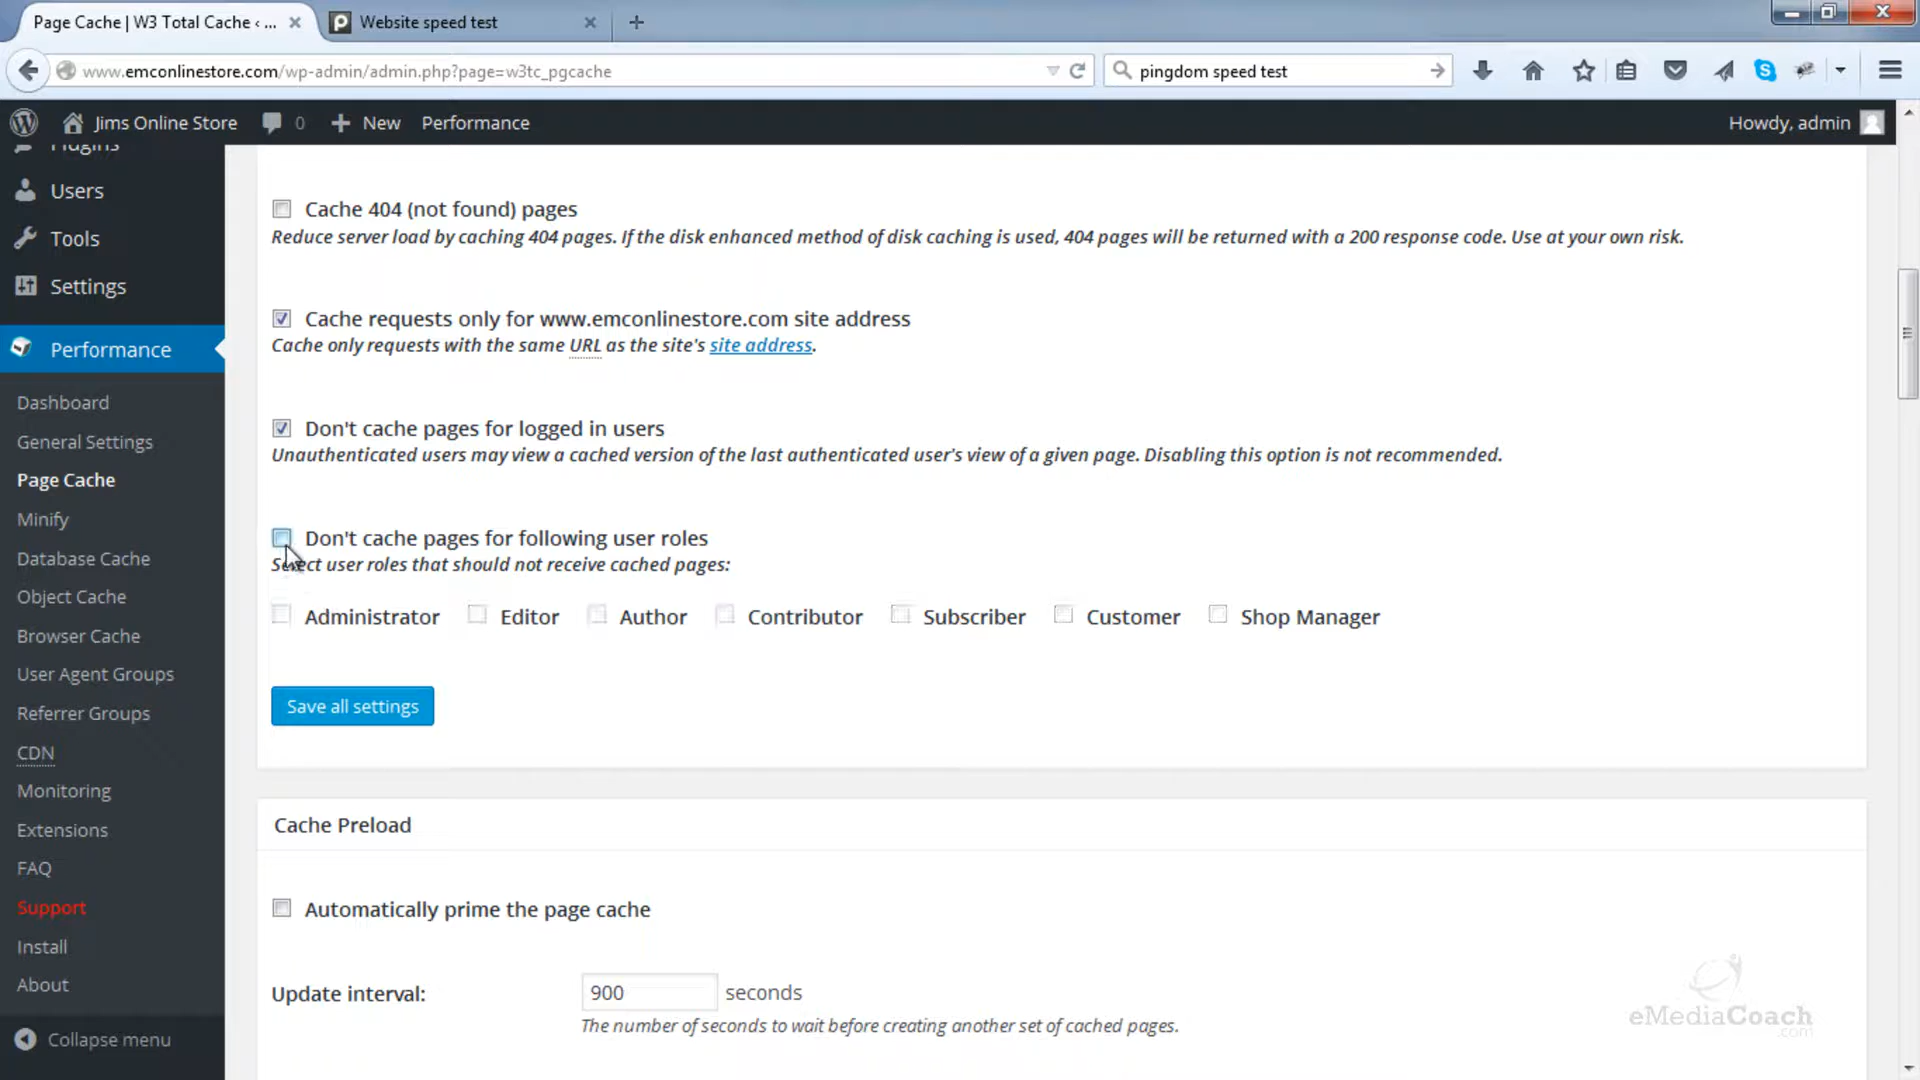 Page Cache | W3 Total Cache ‹ ...
Website speed test
www.emconlinestore.com/wp-admin/admin.php?page=w3tc_pgcache
pingdom speed test
Jims Online Store
0
New
Performance
Howdy, admin
Plugins
Users
Tools
Settings
Performance
Dashboard
General Settings
Page Cache
Minify
Database Cache
Object Cache
Browser Cache
User Agent Groups
Referrer Groups
CDN
Monitoring
Extensions
FAQ
Support
Install
About
Collapse menu
Cache 404 (not found) pages
Reduce server load by caching 404 pages. If the disk enhanced method of disk caching is used, 404 pages will be returned with a 200 response code. Use at your own risk.
Cache requests only for www.emconlinestore.com site address
Cache only requests with the same URL as the site's site address.
Don't cache pages for logged in users
Unauthenticated users may view a cached version of the last authenticated user's view of a given page. Disabling this option is not recommended.
Don't cache pages for following user roles
Select user roles that should not receive cached pages:
Administrator Editor Author Contributor Subscriber Customer Shop Manager
Save all settings
Cache Preload
Automatically prime the page cache
Update interval: 900 seconds
The number of seconds to wait before creating another set of cached pages.
eMediaCoach
.com